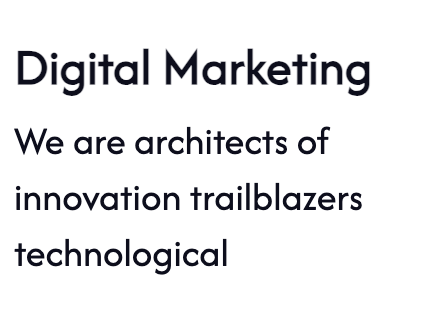 Digital Marketing
We are architects of
innovation trailblazers
technological